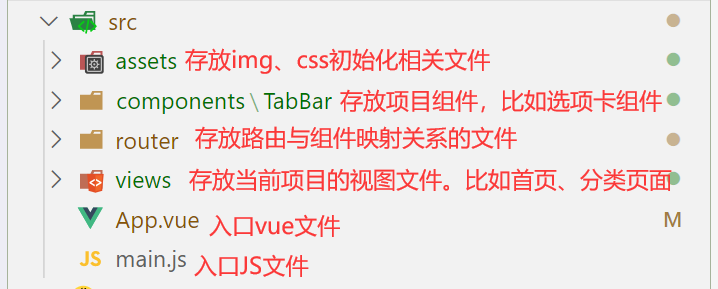 src
assets 存放img、css初始化相关文件
components \ TabBar 存放项目组件，比如选项卡组件
router 存放路由与组件映射关系的文件
views 存放当前项目的视图文件。比如首页、分类页面
App.vue 入口vue文件 M
JS main.js 入口JS文件